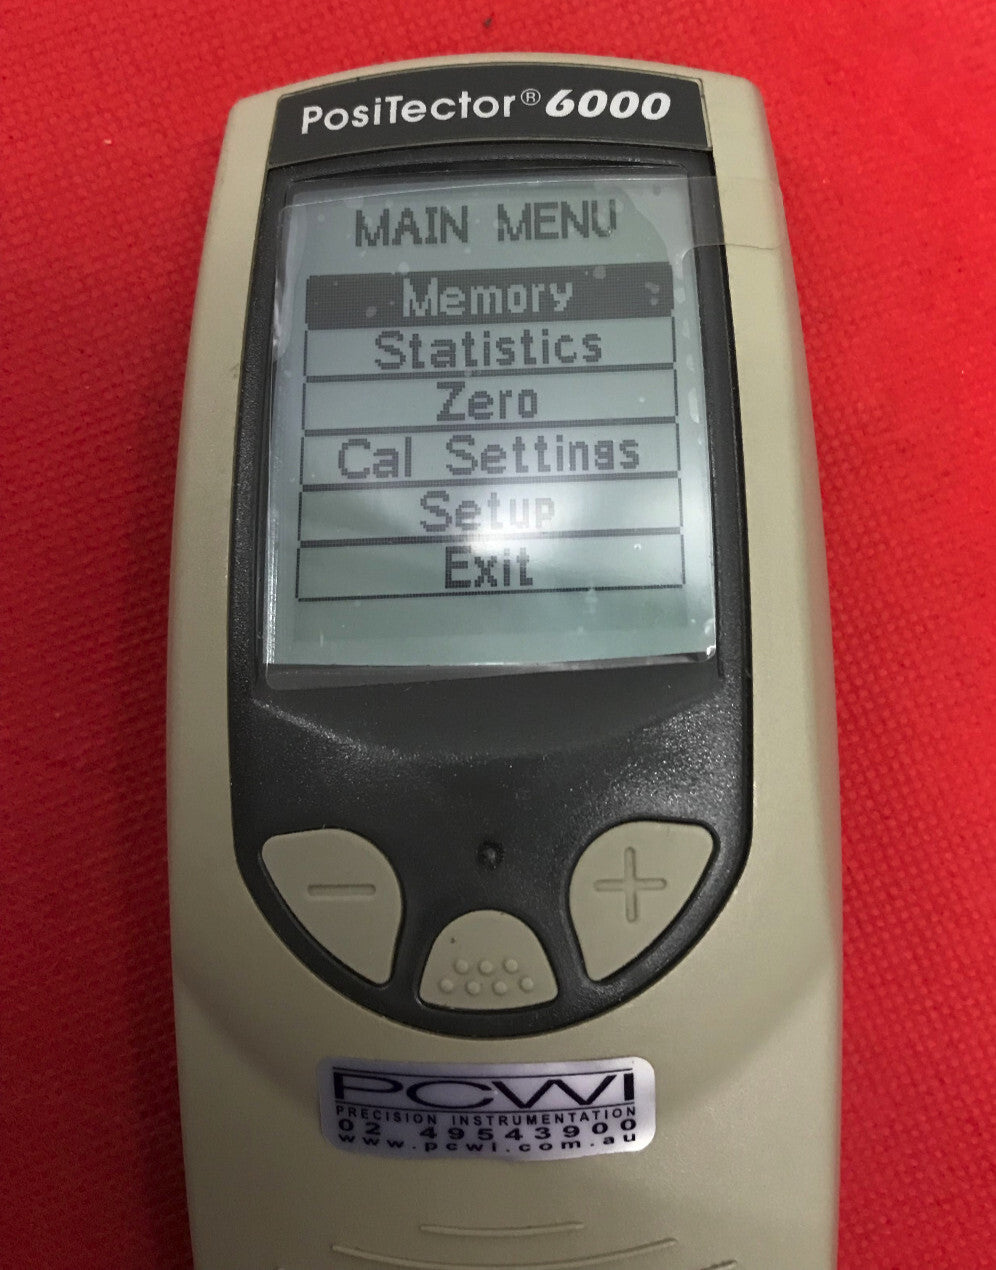 PosiTector® 6000
MAIN MENU
Memory
Statistics
Zero
Cal Settings
Setup
Exit
PCWI
PRECISION INSTRUMENTATION
02 49543900
www.pcwi.com.au